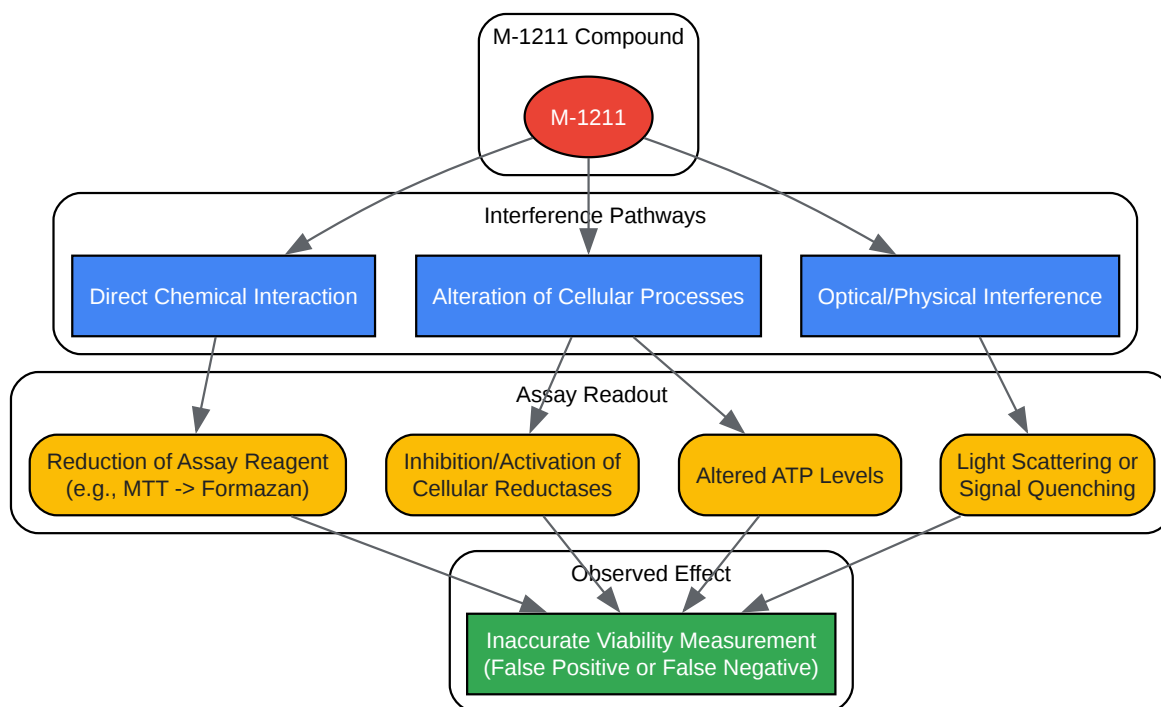 M-1211 Compound
M-1211
Interference Pathways
Direct Chemical Interaction
Alteration of Cellular Processes
Optical/Physical Interference
Assay Readout
Reduction of Assay Reagent
(e.g., MTT -> Formazan)
Inhibition/Activation of
Cellular Reductases
Altered ATP Levels
Light Scattering or
Signal Quenching
Observed Effect
Inaccurate Viability Measurement
(False Positive or False Negative)